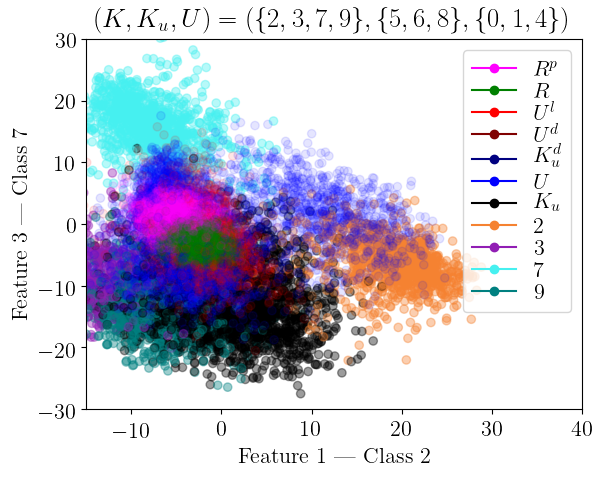 (K, K_u, U) = ({2, 3, 7, 9}, {5, 6, 8}, {0, 1, 4})
30
20
10
0
−10
−20
−30
Feature 3 — Class 7
R^p
R
U^l
U^d
K_u^d
U
K_u
2
3
7
9
−10
0
10
20
30
40
Feature 1 — Class 2